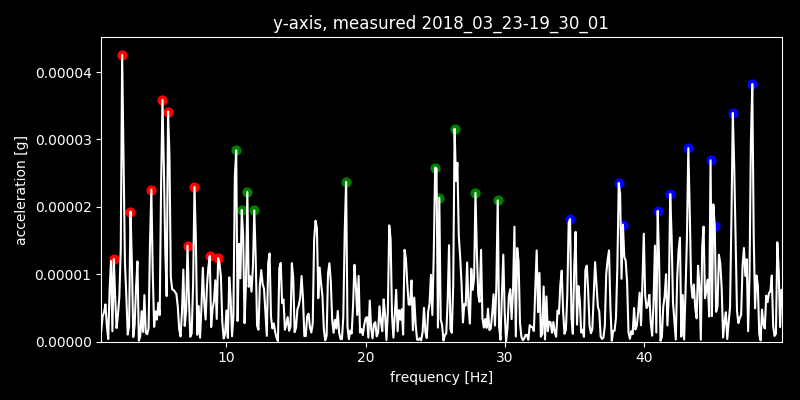 y-axis, measured 2018_03_23-19_30_01
0.00004
0.00003
0.00002
0.00001
0.00000
acceleration [g]
10 20 30 40
frequency [Hz]